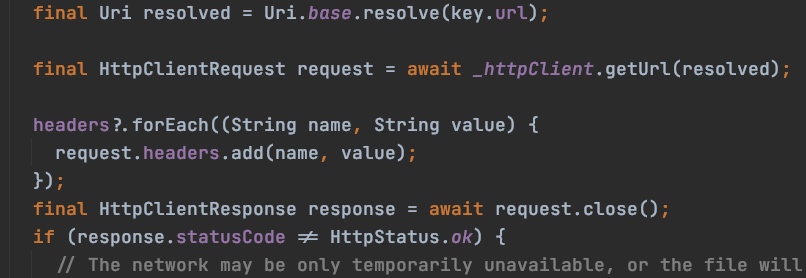 final Uri resolved = Uri.base.resolve(key.url);
final HttpClientRequest request = await _httpClient.getUrl(resolved);
headers?.forEach((String name, String value) {
request.headers.add(name, value);
});
final HttpClientResponse response = await request.close();
if (response.statusCode != HttpStatus.ok) {
// The network may be only temporarily unavailable, or the file will